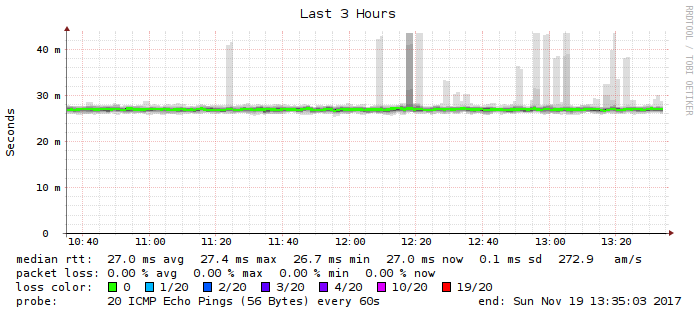 Last 3 Hours
RRDTOOL / TOBI OETIKER
Seconds
40 m
30 m
20 m
10 m
0
10:40 11:00 11:20 11:40 12:00 12:20 12:40 13:00 13:20
median rtt: 27.0 ms avg 27.4 ms max 26.7 ms min 27.0 ms now 0.1 ms sd 272.9 am/s
packet loss: 0.00 % avg 0.00 % max 0.00 % min 0.00 % now
loss color: 0 1/20 2/20 3/20 4/20 10/20 19/20
probe: 20 ICMP Echo Pings (56 Bytes) every 60s end: Sun Nov 19 13:35:03 2017